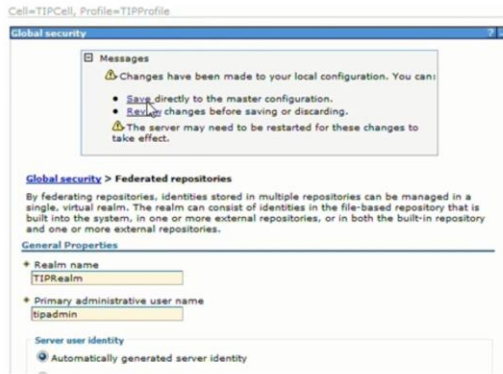 Cell=TIPCell, Profile=TIPProfile
Global security
?
Messages
Changes have been made to your local configuration. You can:
Save directly to the master configuration.
Review changes before saving or discarding.
The server may need to be restarted for these changes to
take effect.
Global security > Federated repositories
By federating repositories, identities stored in multiple repositories can be managed in a
single, virtual realm. The realm can consist of identities in the file-based repository that is
built into the system, in one or more external repositories, or in both the built-in repository
and one or more external repositories.
General Properties
* Realm name
TIPRealm
* Primary administrative user name
tipadmin
Server user identity
Automatically generated server identity